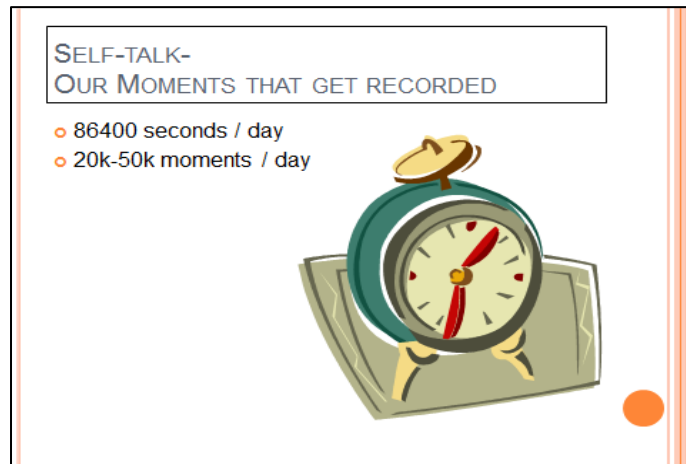 SELF-TALK-
OUR MOMENTS THAT GET RECORDED
86400 seconds / day
20k-50k moments / day